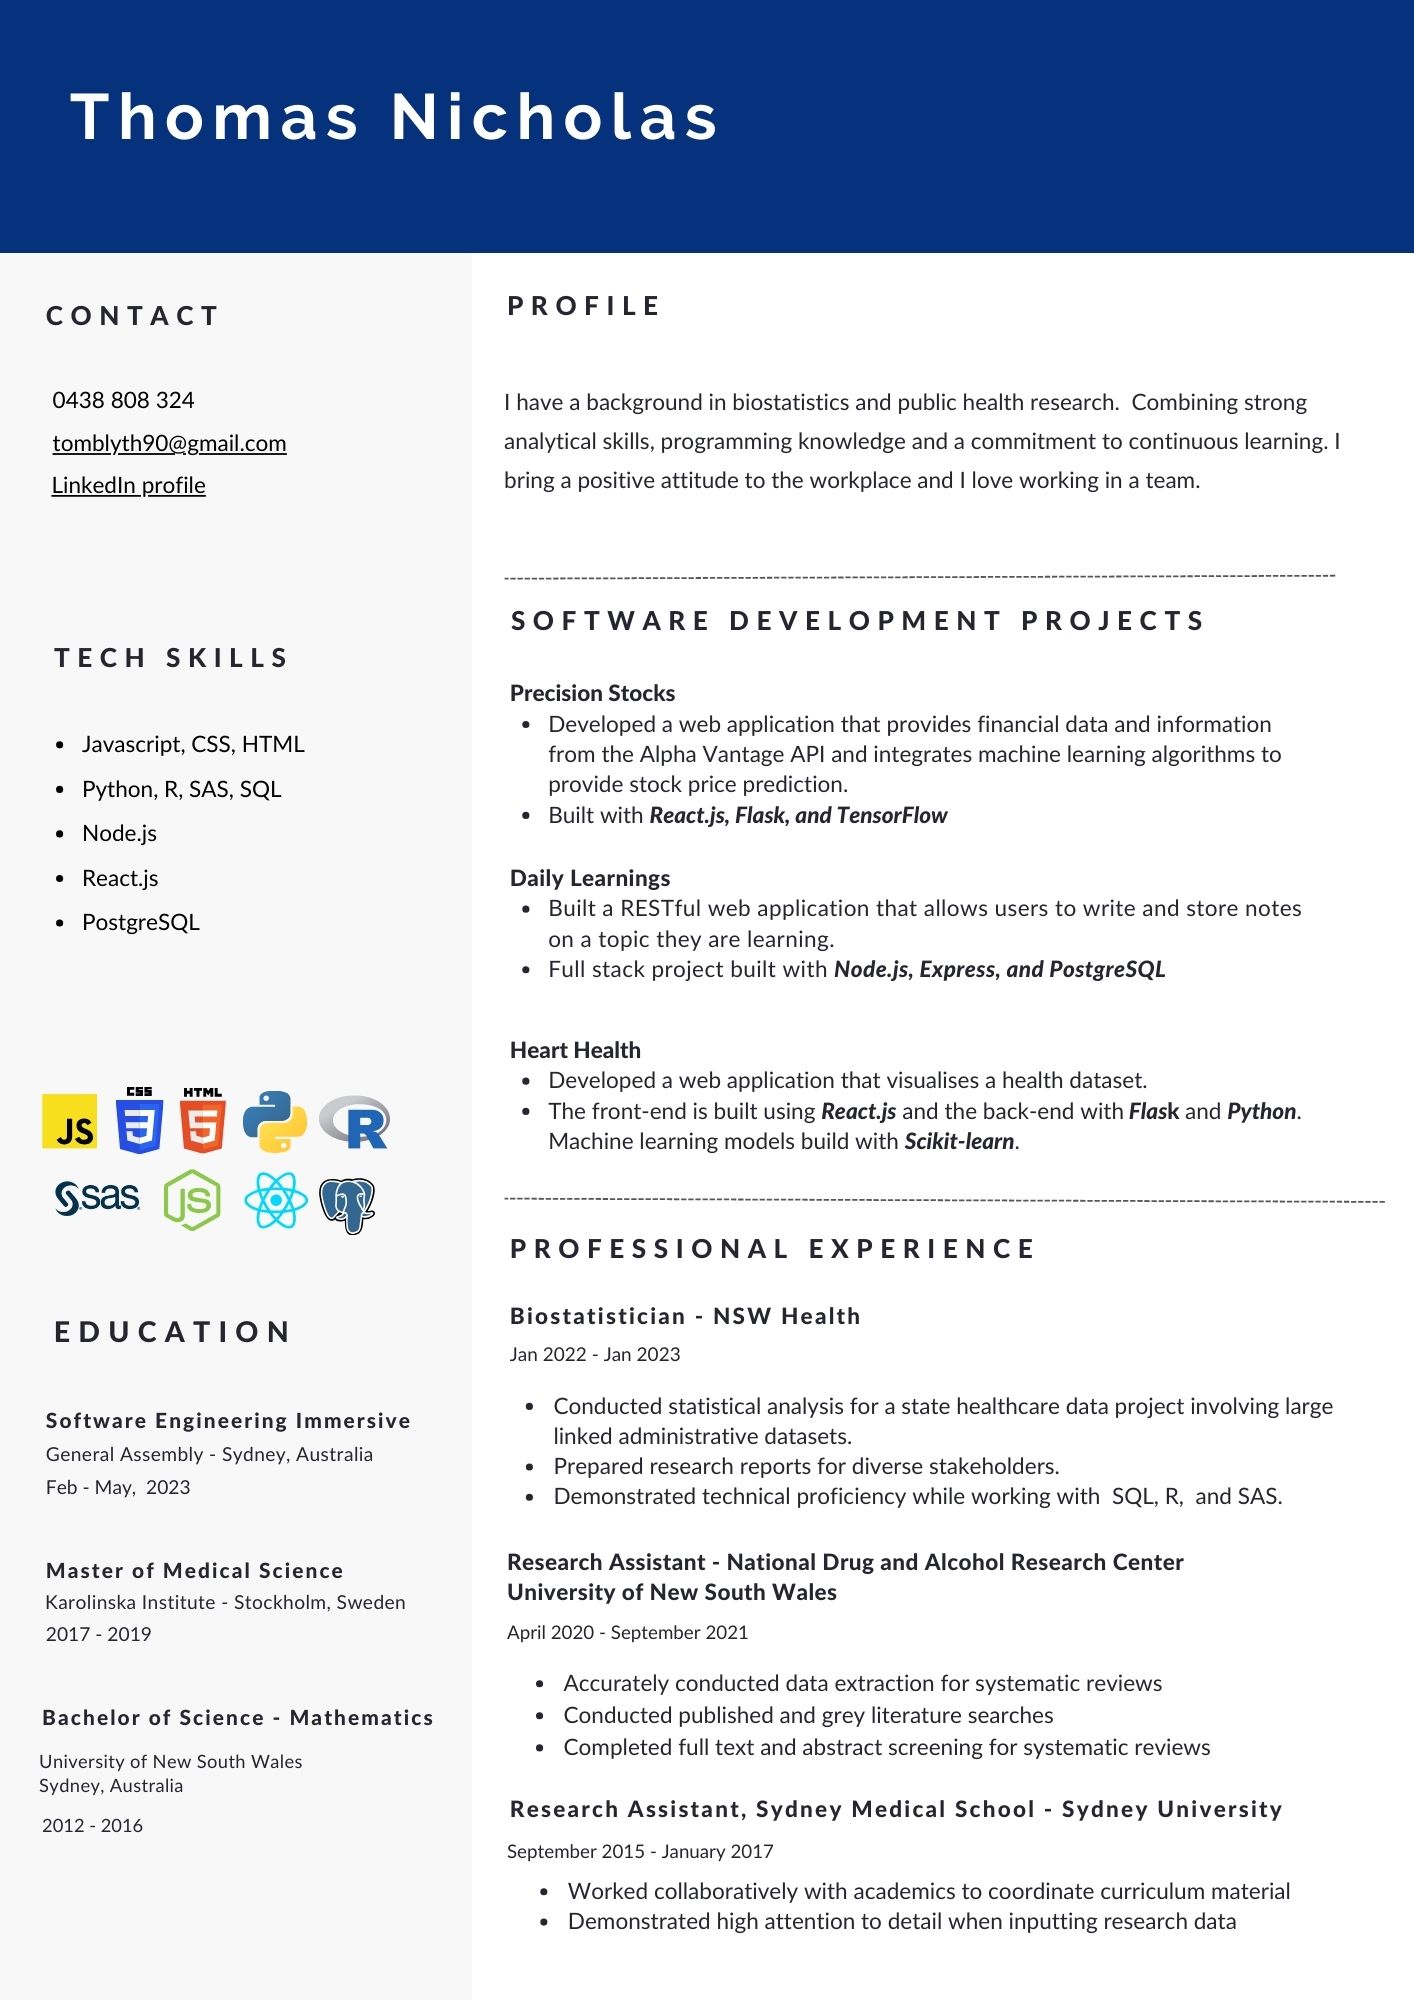 Thomas Nicholas
CONTACT
0438 808 324
tomblyth90@gmail.com
LinkedIn profile
TECH SKILLS
• Javascript, CSS, HTML
• Python, R, SAS, SQL
• Node.js
• React.js
• PostgreSQL
CSS HTML
JS 3 5 R
sas JS
EDUCATION
Software Engineering Immersive
General Assembly - Sydney, Australia
Feb - May,  2023
Master of Medical Science
Karolinska Institute - Stockholm, Sweden
2017 - 2019
Bachelor of Science - Mathematics
University of New South Wales
Sydney, Australia
2012 - 2016
PROFILE
I have a background in biostatistics and public health research.  Combining strong
analytical skills, programming knowledge and a commitment to continuous learning. I
bring a positive attitude to the workplace and I love working in a team.
SOFTWARE DEVELOPMENT PROJECTS
Precision Stocks
• Developed a web application that provides financial data and information
from the Alpha Vantage API and integrates machine learning algorithms to
provide stock price prediction.
• Built with React.js, Flask, and TensorFlow
Daily Learnings
• Built a RESTful web application that allows users to write and store notes
on a topic they are learning.
• Full stack project built with Node.js, Express, and PostgreSQL
Heart Health
• Developed a web application that visualises a health dataset.
• The front-end is built using React.js and the back-end with Flask and Python.
Machine learning models build with Scikit-learn.
PROFESSIONAL EXPERIENCE
Biostatistician - NSW Health
Jan 2022 - Jan 2023
• Conducted statistical analysis for a state healthcare data project involving large
linked administrative datasets.
• Prepared research reports for diverse stakeholders.
• Demonstrated technical proficiency while working with  SQL, R,  and SAS.
Research Assistant - National Drug and Alcohol Research Center
University of New South Wales
April 2020 - September 2021
• Accurately conducted data extraction for systematic reviews
• Conducted published and grey literature searches
• Completed full text and abstract screening for systematic reviews
Research Assistant, Sydney Medical School - Sydney University
September 2015 - January 2017
• Worked collaboratively with academics to coordinate curriculum material
• Demonstrated high attention to detail when inputting research data